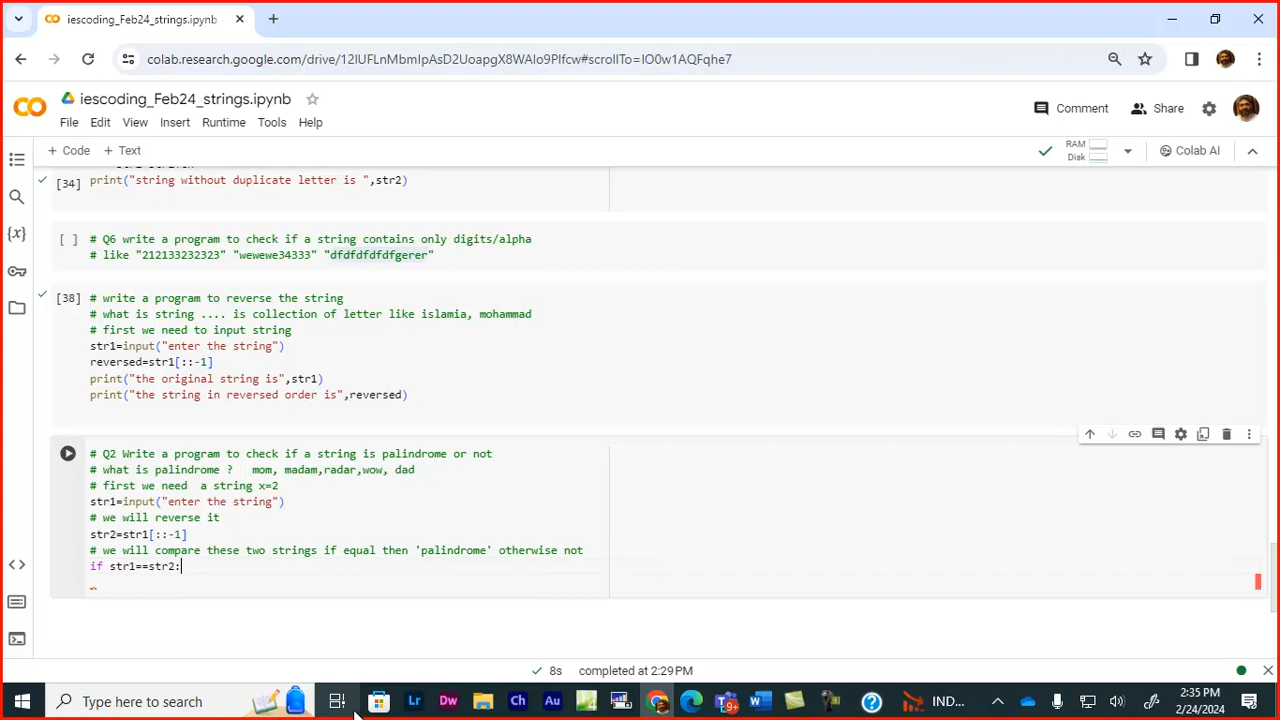 iescoding_Feb24_strings.ipynb
colab.research.google.com/drive/12IUFLnMbmIpAsD2UoapgX8WAlo9PIfcw#scrollTo=IO0w1AQFqhe7
iescoding_Feb24_strings.ipynb
Comment Share
File Edit View Insert Runtime Tools Help
+ Code + Text RAM Disk Colab AI
[34] print("string without duplicate letter is ",str2)
[ ] # Q6 write a program to check if a string contains only digits/alpha
# like "212133232323" "wewewe34333" "dfdfdfdfdfgerer"
[38] # write a program to reverse the string
# what is string .... is collection of letter like islamia, mohammad
# first we need to input string
str1=input("enter the string")
reversed=str1[::-1]
print("the original string is",str1)
print("the string in reversed order is",reversed)
# Q2 Write a program to check if a string is palindrome or not
# what is palindrome ? mom, madam,radar,wow, dad
# first we need a string x=2
str1=input("enter the string")
# we will reverse it
str2=str1[::-1]
# we will compare these two strings if equal then 'palindrome' otherwise not
if str1==str2:
8s completed at 2:29 PM
Type here to search Lr Dw Ch Au 9+ IND... 2:35 PM
2/24/2024